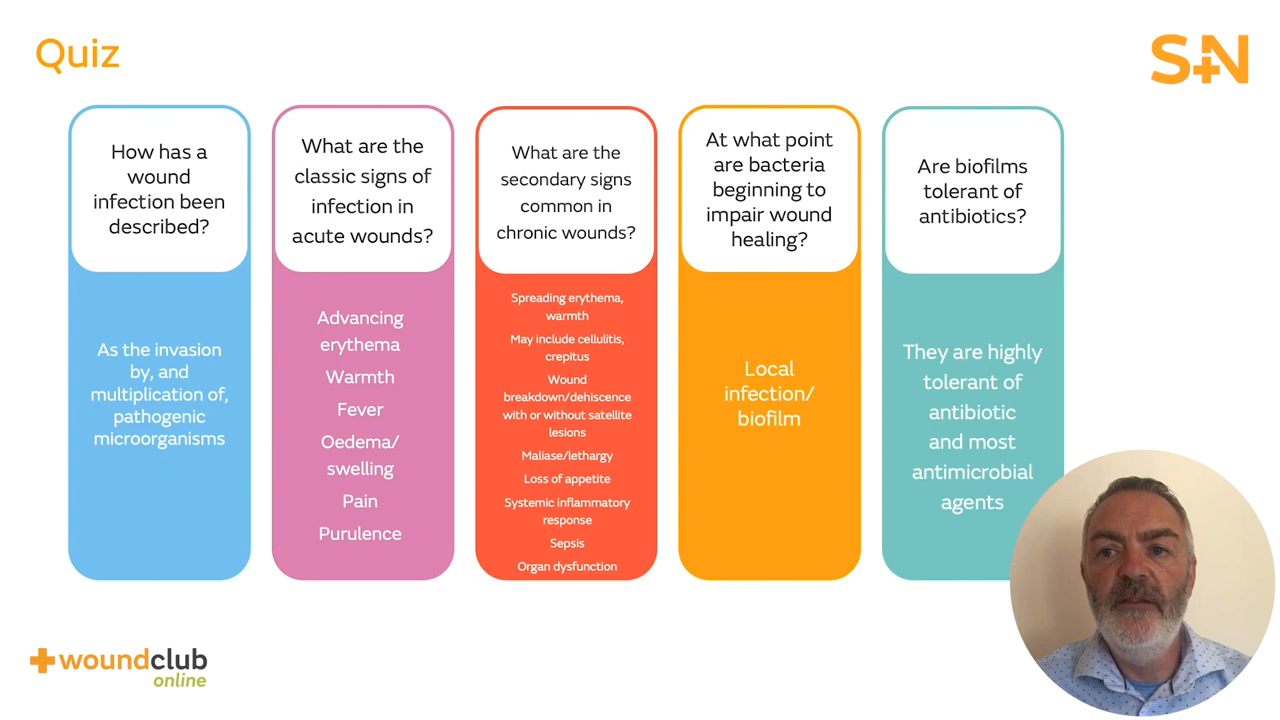 Quiz
S+N
How has a
wound
infection been
described?
As the invasion
by, and
multiplication of,
pathogenic
microorganisms
What are the
classic signs of
infection in
acute wounds?
Advancing
erythema
Warmth
Fever
Oedema/
swelling
Pain
Purulence
What are the
secondary signs
common in
chronic wounds?
Spreading erythema,
warmth
May include cellulitis,
crepitus
Wound
breakdown/dehiscence
with or without satellite
lesions
Maliase/lethargy
Loss of appetite
Systemic inflammatory
response
Sepsis
Organ dysfunction
At what point
are bacteria
beginning to
impair wound
healing?
Local
infection/
biofilm
Are biofilms
tolerant of
antibiotics?
They are highly
tolerant of
antibiotic
and most
antimicrobial
agents
woundclub
online